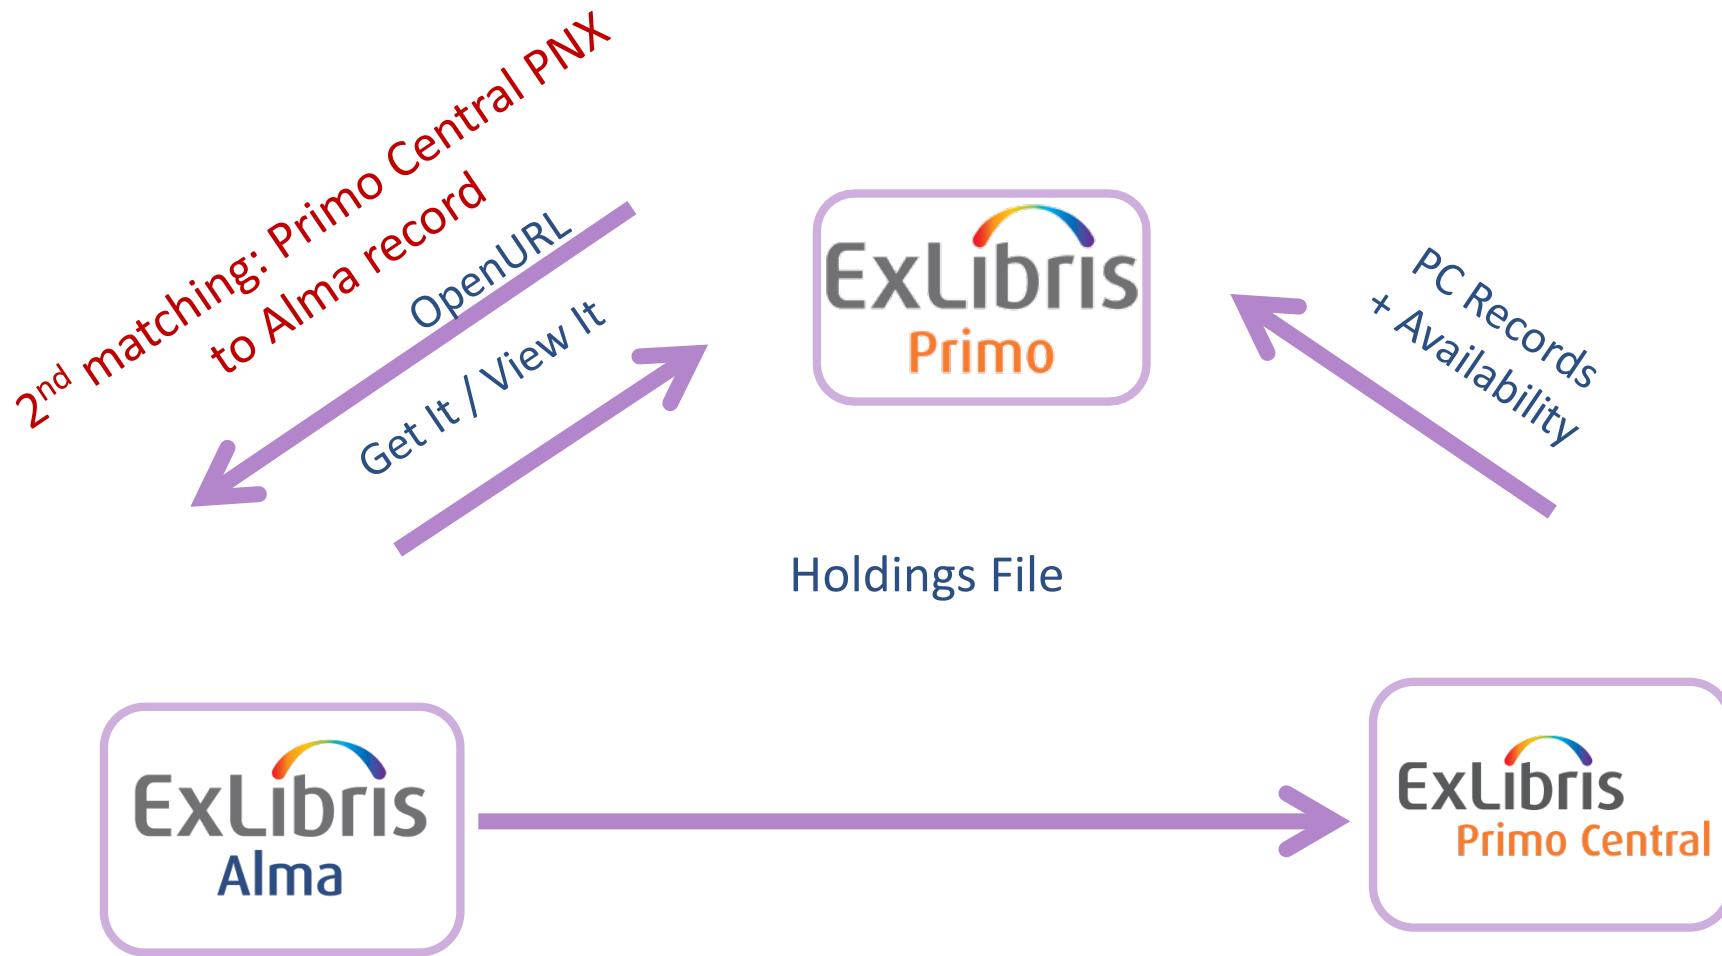 2nd matching: Primo Central PNX
to Alma record
OpenURL
Get It / View It
ExLibris
Primo
PC Records
+ Availability
Holdings File
ExLibris
Alma
ExLibris
Primo Central